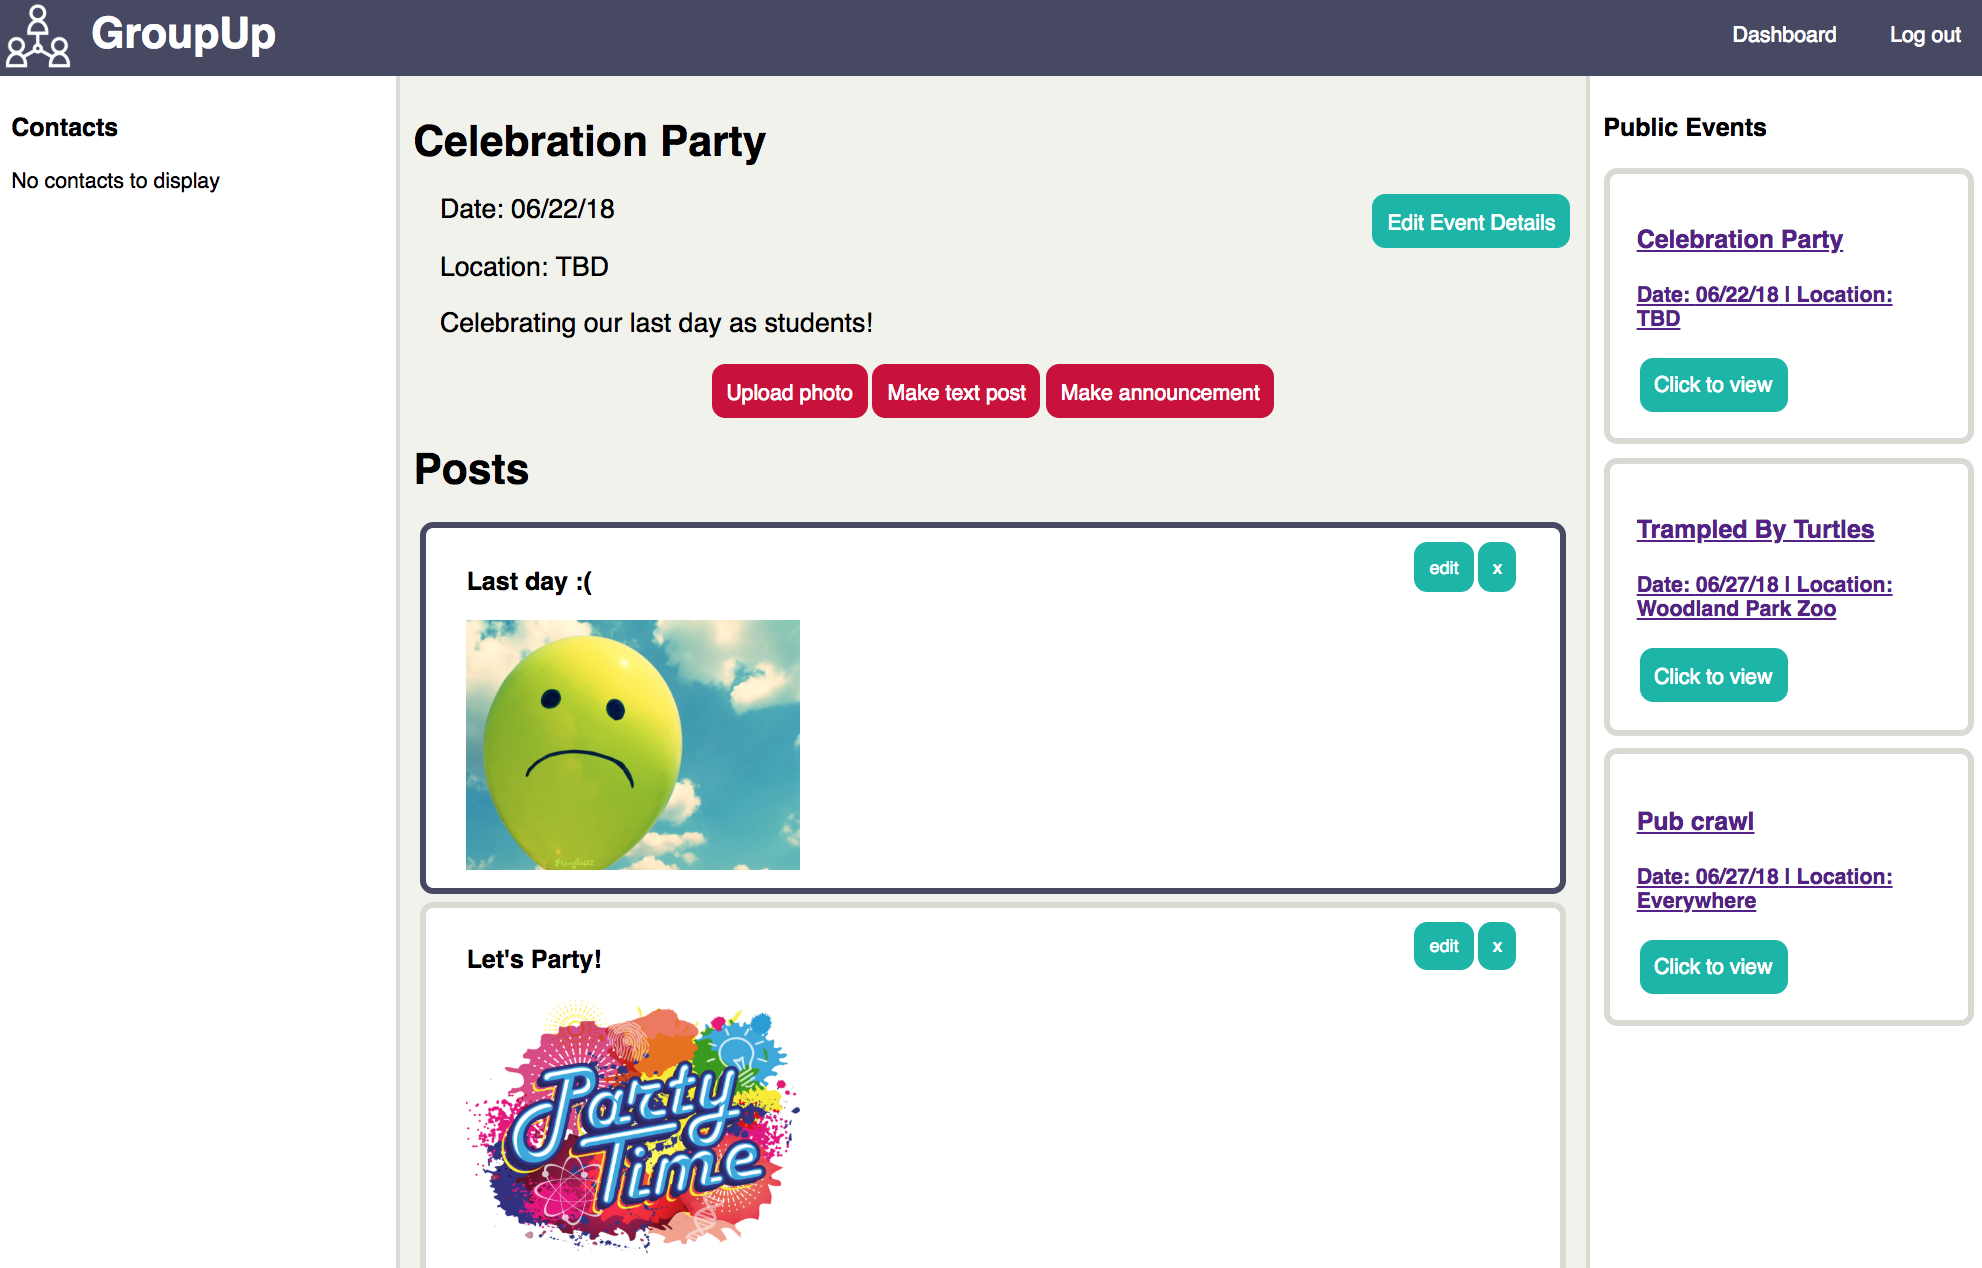 GroupUp
Dashboard
Log out
Contacts
No contacts to display
Celebration Party
Date: 06/22/18
Edit Event Details
Location: TBD
Celebrating our last day as students!
Upload photo
Make text post
Make announcement
Posts
Last day :(
edit
x
Let's Party!
edit
x
Party
Time
Public Events
Celebration Party
Date: 06/22/18 | Location:
TBD
Click to view
Trampled By Turtles
Date: 06/27/18 | Location:
Woodland Park Zoo
Click to view
Pub crawl
Date: 06/27/18 | Location:
Everywhere
Click to view